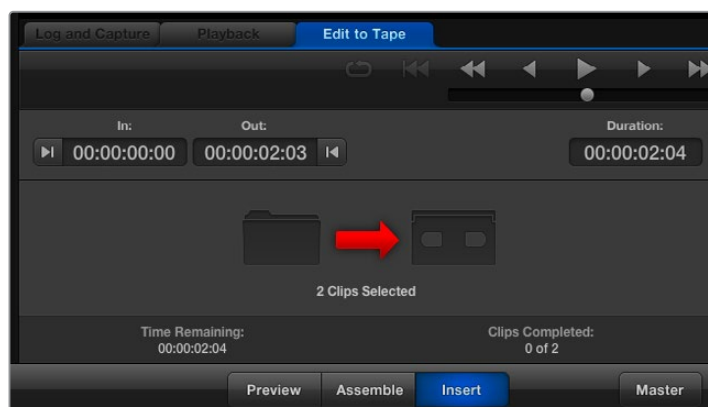 Log and Capture Playback Edit to Tape
In: Out: Duration:
00:00:00:00 00:00:02:03 00:00:02:04
2 Clips Selected
Time Remaining: Clips Completed:
00:00:02:04 0 of 2
Preview Assemble Insert Master